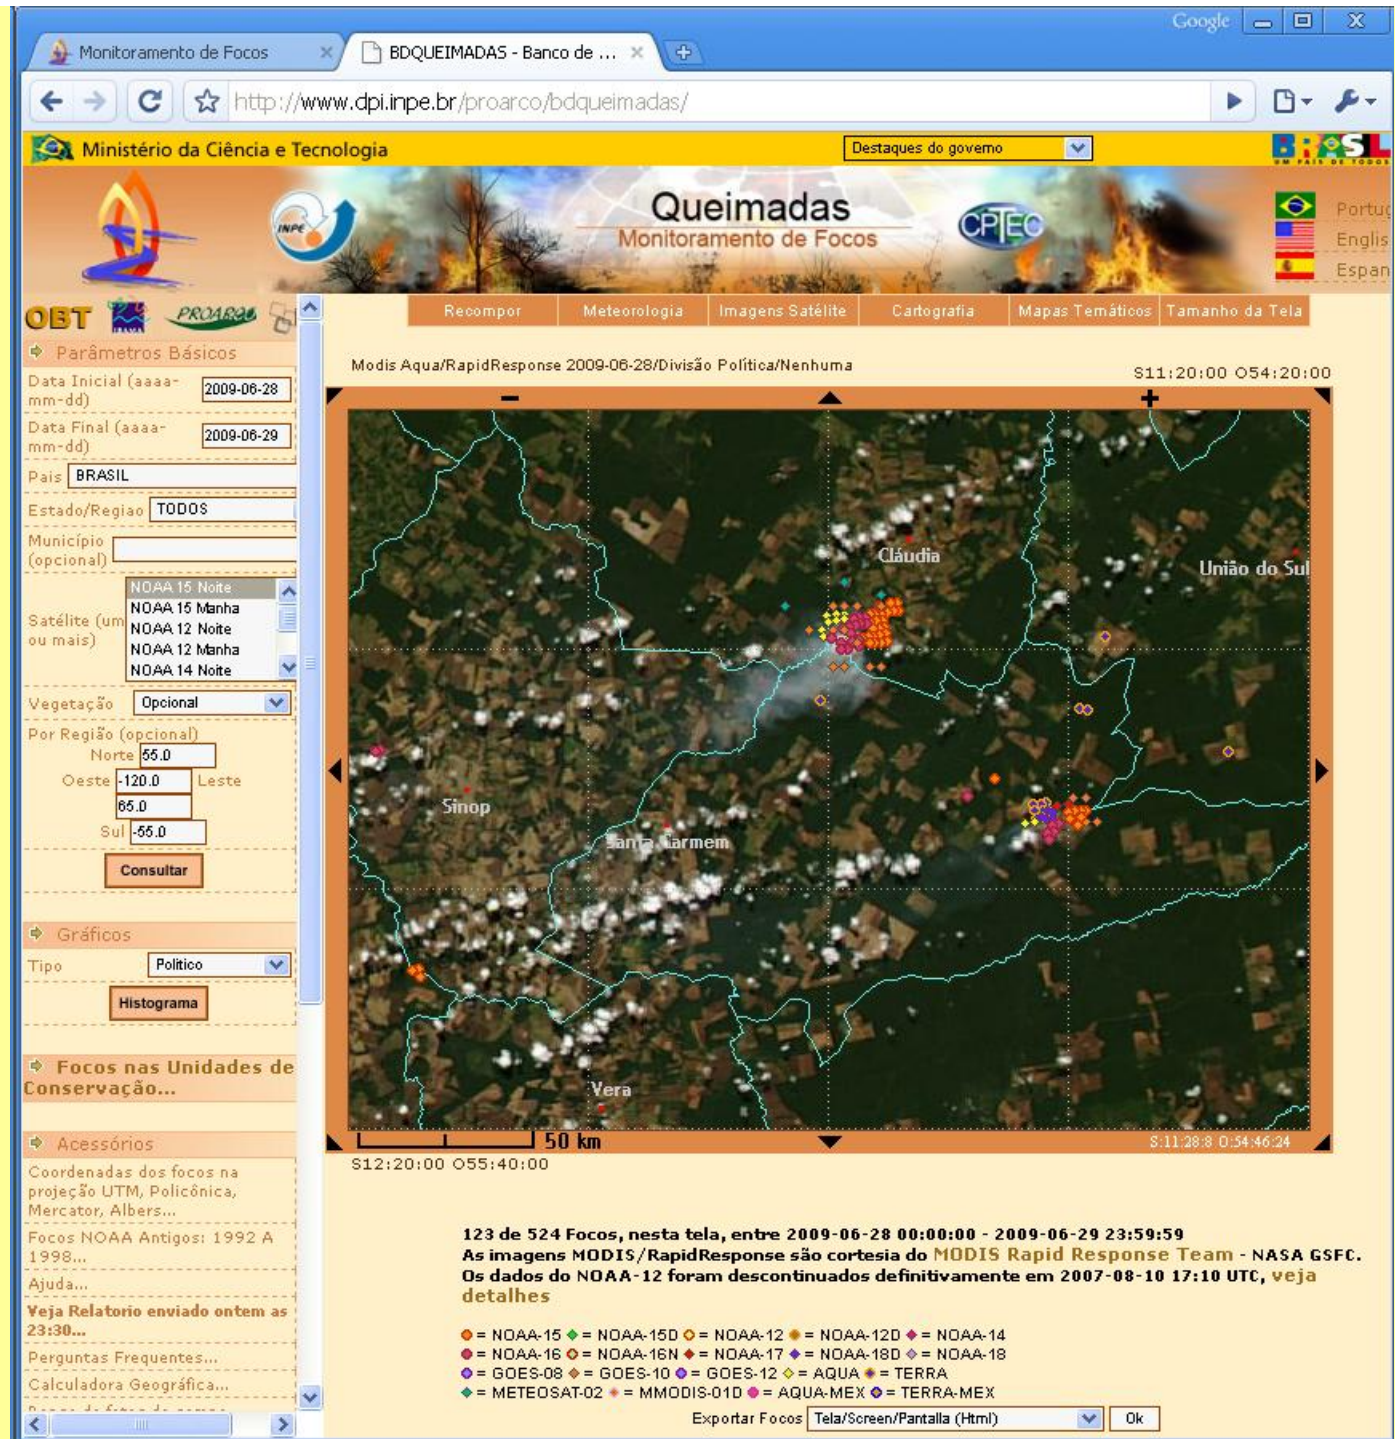 Google
Monitoramento de Focos
BDQUEIMADAS - Banco de ...
http://www.dpi.inpe.br/proarco/bdqueimadas/
Ministério da Ciência e Tecnologia
Destaques do governo
BRASIL
UM PAÍS DE TODOS
INPE
Queimadas
Monitoramento de Focos
CPTEC
Portug
Englis
Espan
OBT
IBAMA
PROARCO
Recompor
Meteorologia
Imagens Satélite
Cartografia
Mapas Temáticos
Tamanho da Tela
Parâmetros Básicos
Data Inicial (aaaa-
mm-dd)
2009-06-28
Data Final (aaaa-
mm-dd)
2009-06-29
Pais BRASIL
Estado/Regiao TODOS
Município
(opcional)
Satélite (um
ou mais)
NOAA 15 Noite
NOAA 15 Manha
NOAA 12 Noite
NOAA 12 Manha
NOAA 14 Noite
Vegetação Opcional
Por Região (opcional)
Norte 55.0
Oeste -120.0 Leste
65.0
Sul -55.0
Consultar
Gráficos
Tipo Politico
Histograma
Focos nas Unidades de
Conservação...
Acessórios
Coordenadas dos focos na
projeção UTM, Policônica,
Mercator, Albers...
Focos NOAA Antigos: 1992 A
1998...
Ajuda...
Veja Relatorio enviado ontem as
23:30...
Perguntas Frequentes...
Calculadora Geográfica...
Modis Aqua/RapidResponse 2009-06-28/Divisão Política/Nenhuma
S11:20:00 O54:20:00
Cláudia
União do Sul
Sinop
Santa Carmem
Vera
50 km
S:11:28:8 O:54:46:24
S12:20:00 O55:40:00
123 de 524 Focos, nesta tela, entre 2009-06-28 00:00:00 - 2009-06-29 23:59:59
As imagens MODIS/RapidResponse são cortesia do MODIS Rapid Response Team - NASA GSFC.
Os dados do NOAA-12 foram descontinuados definitivamente em 2007-08-10 17:10 UTC, veja
detalhes
= NOAA-15 = NOAA-15D = NOAA-12 = NOAA-12D = NOAA-14
= NOAA-16 = NOAA-16N = NOAA-17 = NOAA-18D = NOAA-18
= GOES-08 = GOES-10 = GOES-12 = AQUA = TERRA
= METEOSAT-02 = MMODIS-01D = AQUA-MEX = TERRA-MEX
Exportar Focos Tela/Screen/Pantalla (Html) Ok